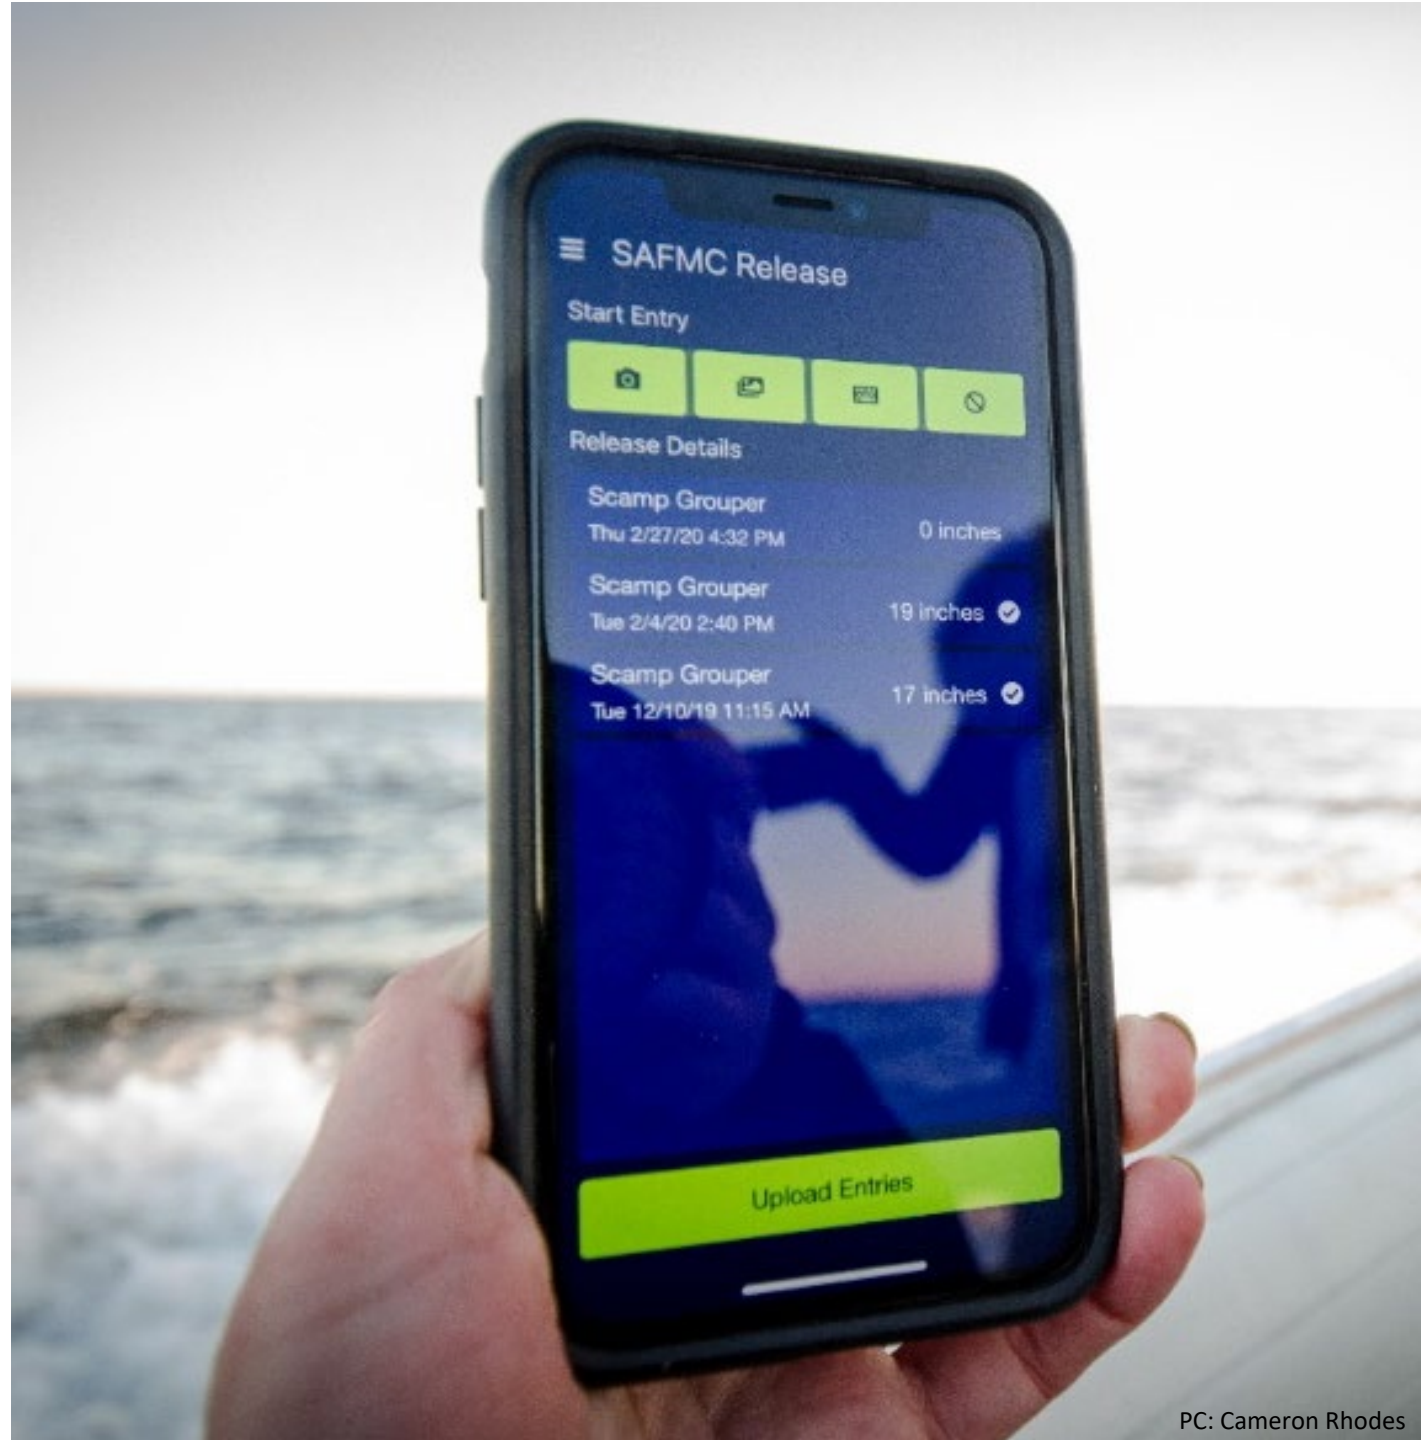 SAFMC Release
Start Entry
Release Details
Scamp Grouper
Thu 2/27/20 4:32 PM
0 inches
Scamp Grouper
Tue 2/4/20 2:40 PM
19 inches
Scamp Grouper
Tue 12/10/19 11:15 AM
17 inches
Upload Entries
PC: Cameron Rhodes